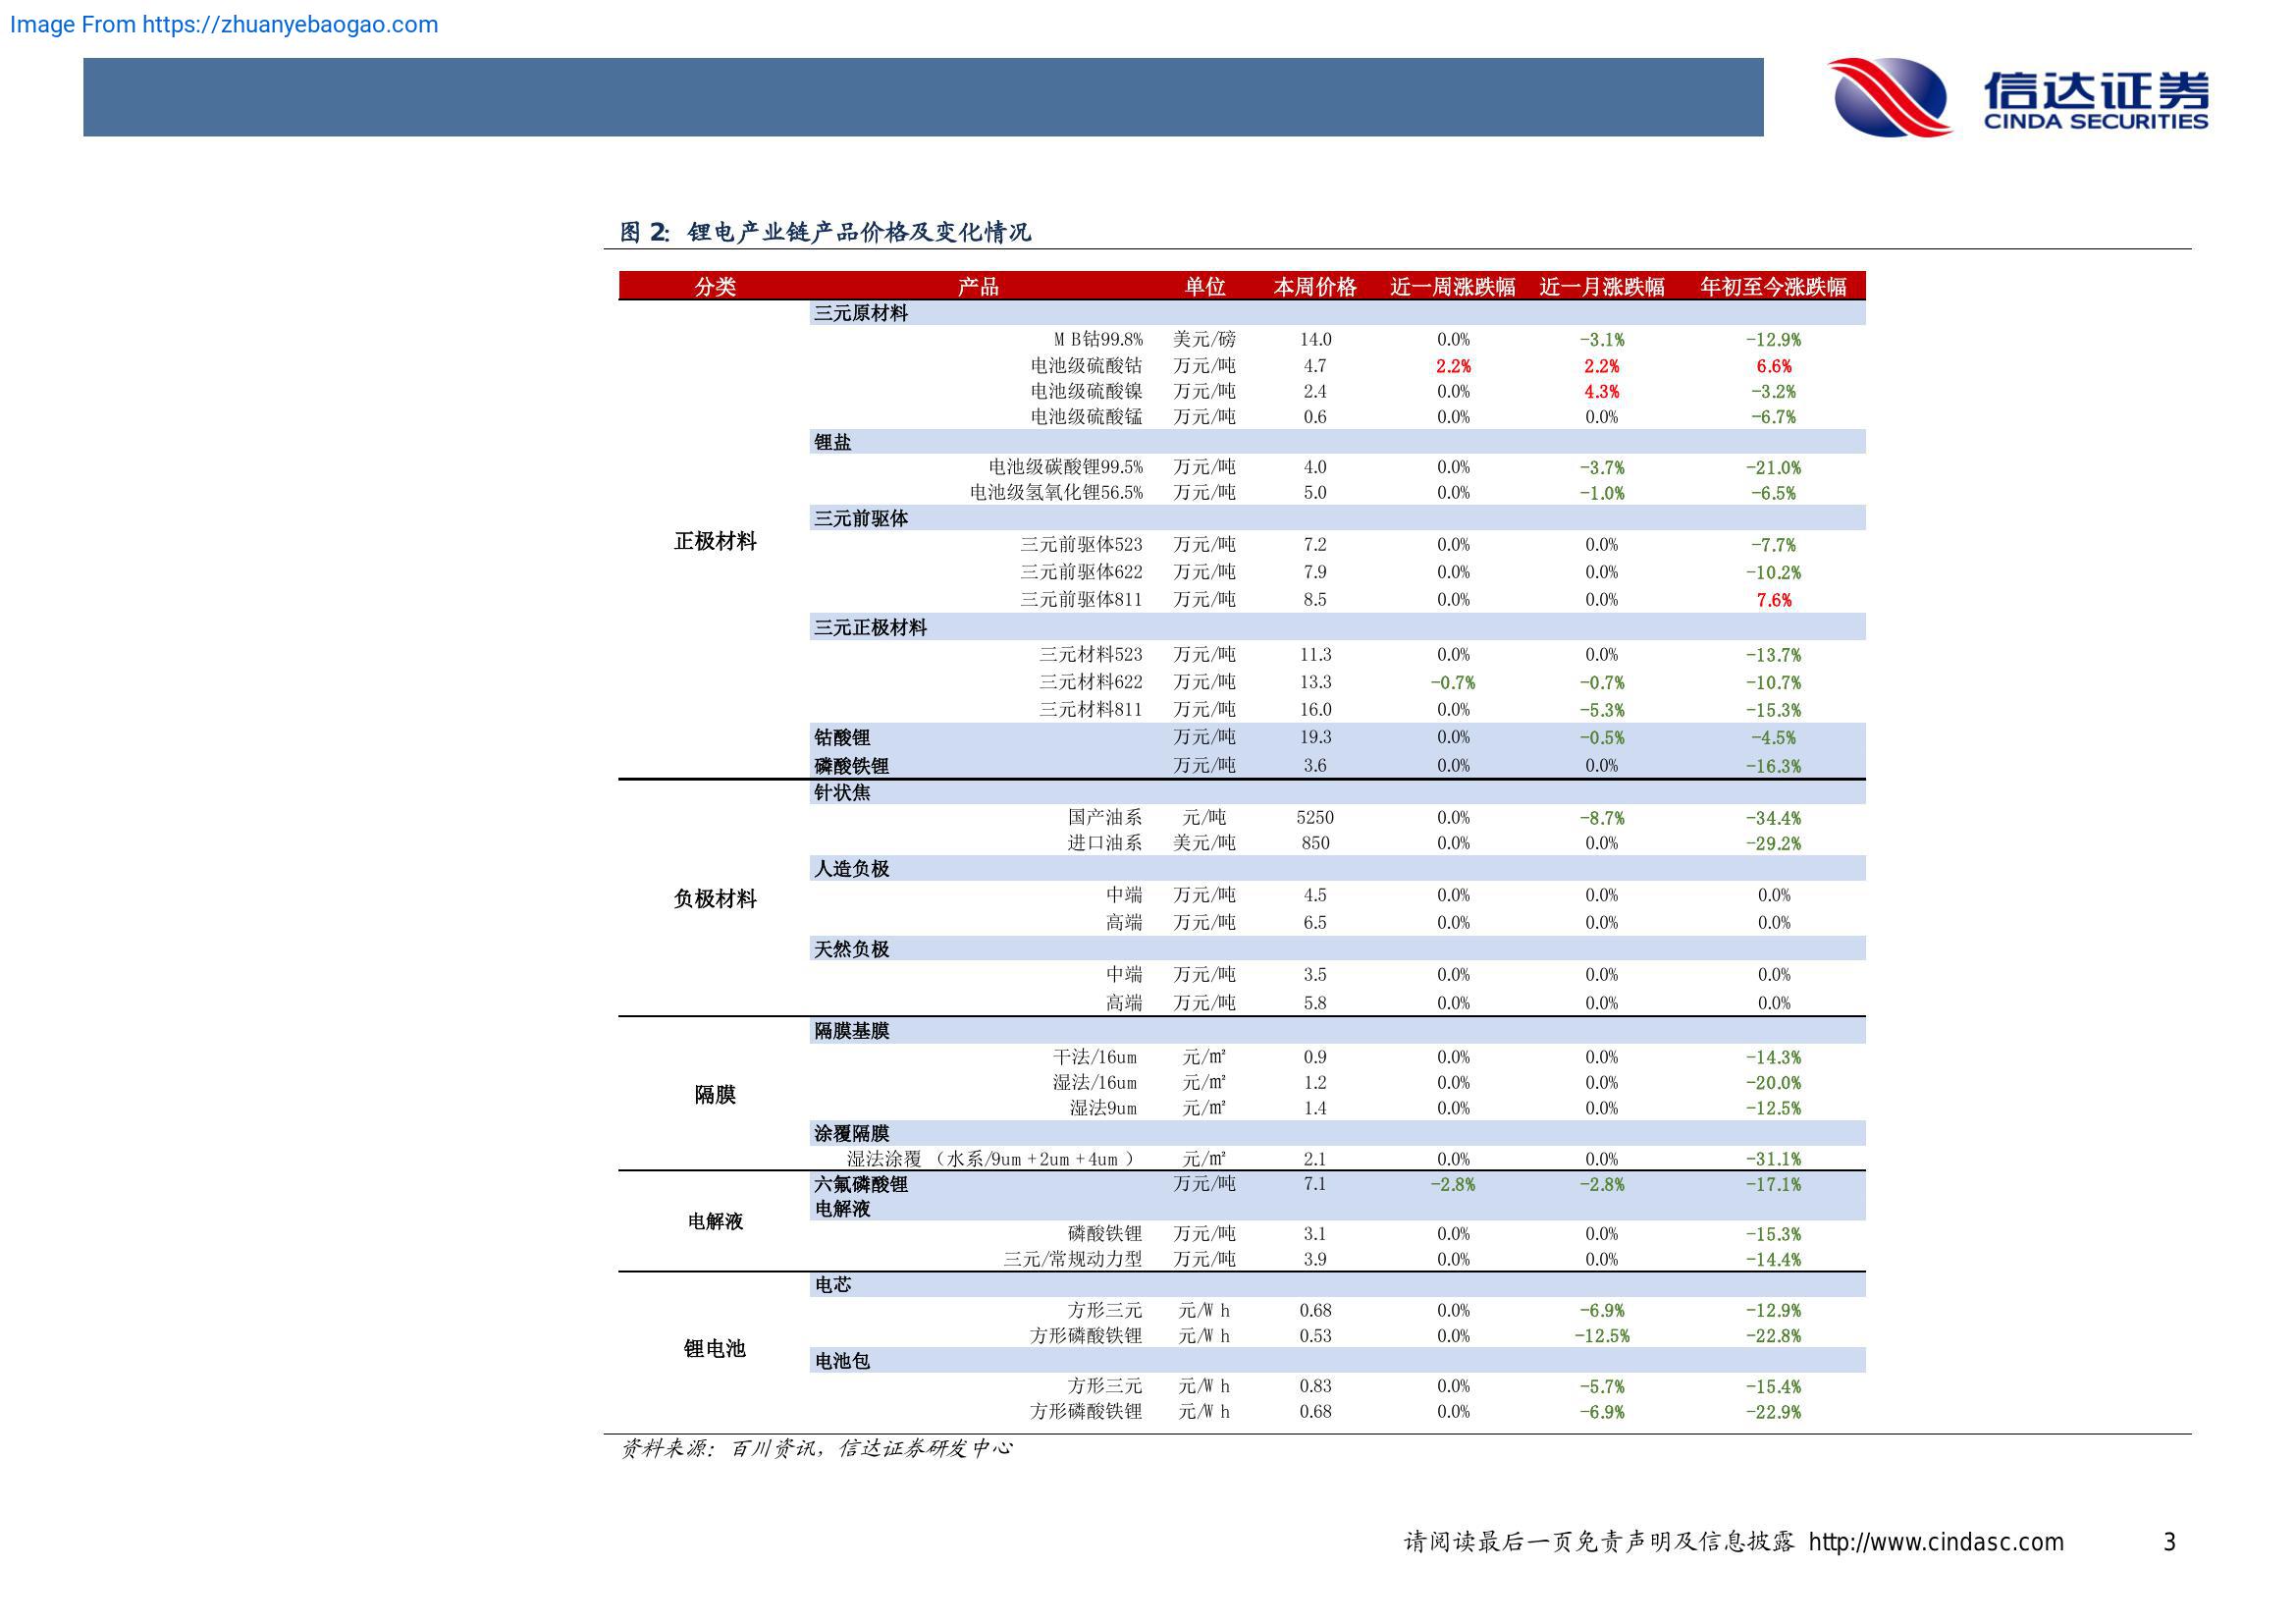 Image From https://zhuanyebaogao.com
信达证券
CINDA SECURITIES
图 2: 锂电产业链产品价格及变化情况
分类 产品 单位 本周价格 近一周涨跌幅 近一月涨跌幅 年初至今涨跌幅
正极材料
三元原材料
MB钴99.8% 美元/磅 14.0 0.0% -3.1% -12.9%
电池级硫酸钴 万元/吨 4.7 2.2% 2.2% 6.6%
电池级硫酸镍 万元/吨 2.4 0.0% 4.3% -3.2%
电池级硫酸锰 万元/吨 0.6 0.0% 0.0% -6.7%
锂盐
电池级碳酸锂99.5% 万元/吨 4.0 0.0% -3.7% -21.0%
电池级氢氧化锂56.5% 万元/吨 5.0 0.0% -1.0% -6.5%
三元前驱体
三元前驱体523 万元/吨 7.2 0.0% 0.0% -7.7%
三元前驱体622 万元/吨 7.9 0.0% 0.0% -10.2%
三元前驱体811 万元/吨 8.5 0.0% 0.0% 7.6%
三元正极材料
三元材料523 万元/吨 11.3 0.0% 0.0% -13.7%
三元材料622 万元/吨 13.3 -0.7% -0.7% -10.7%
三元材料811 万元/吨 16.0 0.0% -5.3% -15.3%
钴酸锂 万元/吨 19.3 0.0% -0.5% -4.5%
磷酸铁锂 万元/吨 3.6 0.0% 0.0% -16.3%
负极材料
针状焦
国产油系 元/吨 5250 0.0% -8.7% -34.4%
进口油系 美元/吨 850 0.0% 0.0% -29.2%
人造负极
中端 万元/吨 4.5 0.0% 0.0% 0.0%
高端 万元/吨 6.5 0.0% 0.0% 0.0%
天然负极
中端 万元/吨 3.5 0.0% 0.0% 0.0%
高端 万元/吨 5.8 0.0% 0.0% 0.0%
隔膜
隔膜基膜
干法/16um 元/㎡ 0.9 0.0% 0.0% -14.3%
湿法/16um 元/㎡ 1.2 0.0% 0.0% -20.0%
湿法9um 元/㎡ 1.4 0.0% 0.0% -12.5%
涂覆隔膜
湿法涂覆（水系/9um+2um+4um） 元/㎡ 2.1 0.0% 0.0% -31.1%
电解液
六氟磷酸锂 万元/吨 7.1 -2.8% -2.8% -17.1%
电解液
磷酸铁锂 万元/吨 3.1 0.0% 0.0% -15.3%
三元/常规动力型 万元/吨 3.9 0.0% 0.0% -14.4%
锂电池
电芯
方形三元 元/Wh 0.68 0.0% -6.9% -12.9%
方形磷酸铁锂 元/Wh 0.53 0.0% -12.5% -22.8%
电池包
方形三元 元/Wh 0.83 0.0% -5.7% -15.4%
方形磷酸铁锂 元/Wh 0.68 0.0% -6.9% -22.9%
资料来源: 百川资讯，信达证券研发中心
请阅读最后一页免责声明及信息披露 http://www.cindasc.com 3